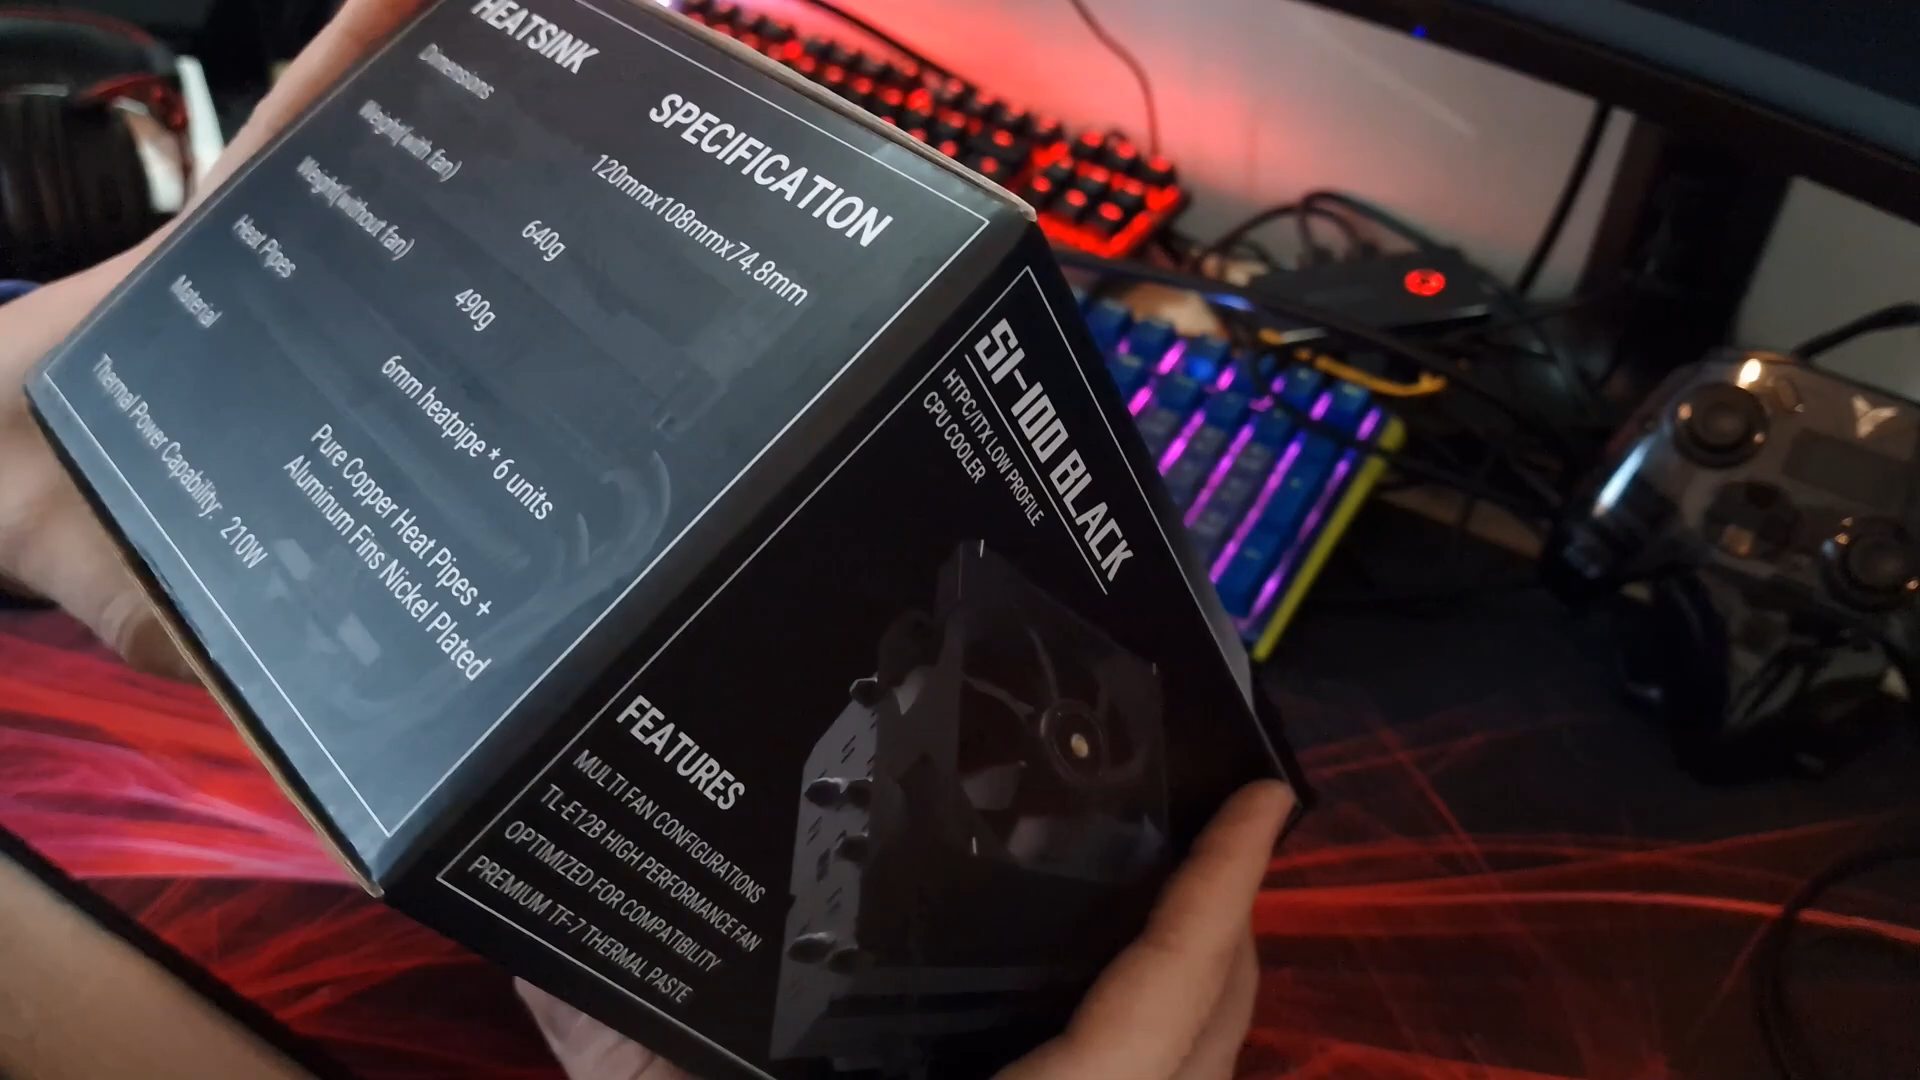 HEATSINK
SPECIFICATION
Dimensions
120mmx108mmx74.8mm
Weight(with fan)
640g
Weight(without fan)
490g
Heat Pipes
6mm heatpipe * 6 units
Material
Pure Copper Heat Pipes +
Aluminum Fins Nickel Plated
Thermal Power Capability: 210W
SI-100 BLACK
HTPC/ITX LOW PROFILE
CPU COOLER
FEATURES
MULTI FAN CONFIGURATIONS
TL-E12B HIGH PERFORMANCE FAN
OPTIMIZED FOR COMPATIBILITY
PREMIUM TF-7 THERMAL PASTE